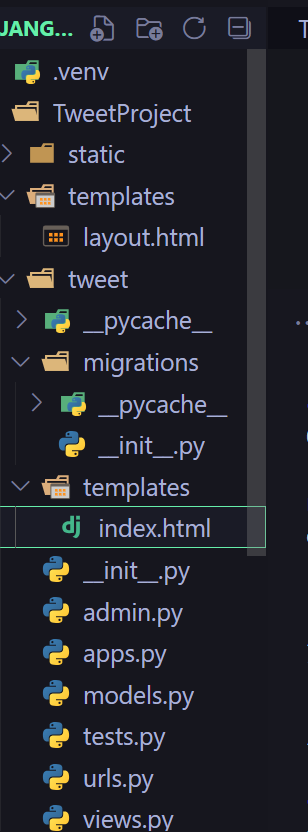 JANG...
.venv
TweetProject
static
templates
layout.html
tweet
__pycache__
migrations
__pycache__
__init__.py
templates
dj index.html
__init__.py
admin.py
apps.py
models.py
tests.py
urls.py
views.py